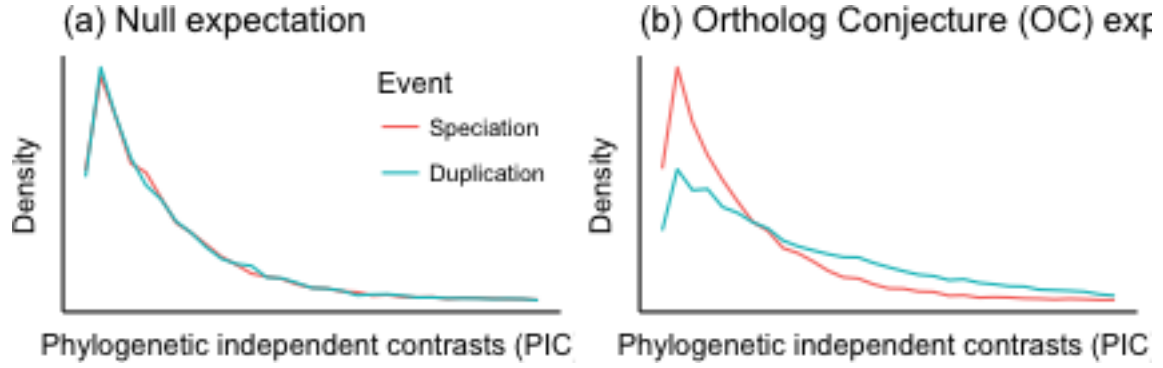 (a) Null expectation
Event
Speciation
Duplication
Density
Phylogenetic independent contrasts (PIC
(b) Ortholog Conjecture (OC) exp
Density
Phylogenetic independent contrasts (PIC